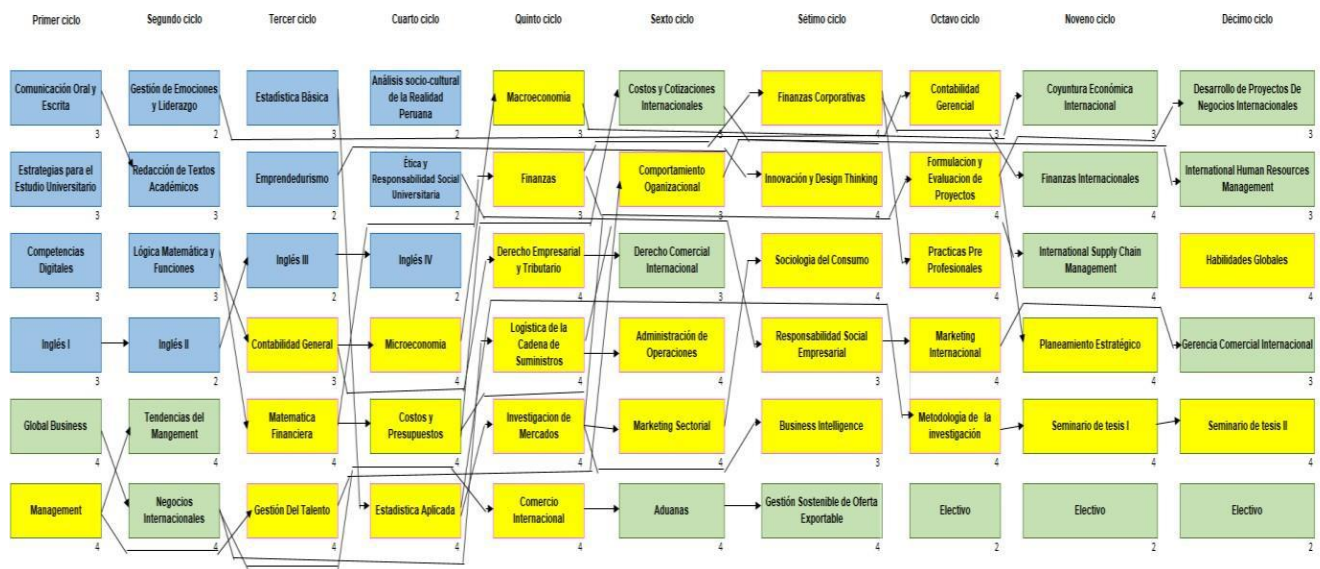 Primer ciclo
Segundo ciclo
Tercer ciclo
Cuarto ciclo
Quinto ciclo
Sexto ciclo
Sétimo ciclo
Octavo ciclo
Noveno ciclo
Décimo ciclo
Comunicación Oral y
Escrita
3
Gestión de Emociones
y Liderazgo
2
Estadística Básica
3
Análisis socio-cultural
de la Realidad
Peruana
2
Macroeconomía
3
Costos y Cotizaciones
Internacionales
3
Finanzas Corporativas
4
Contabilidad
Gerencial
3
Coyuntura Económica
Internacional
3
Desarrollo de Proyectos De
Negocios Internacionales
3
Estrategias para el
Estudio Universitario
3
Redacción de Textos
Académicos
3
Emprendedurismo
2
Ética y
Responsabilidad Social
Universitaria
2
Finanzas
3
Comportamiento
Oganizacional
3
Innovación y Design Thinking
4
Formulacion y
Evaluacion de
Proyectos
4
Finanzas Internacionales
4
International Human Resources
Management
3
Competencias
Digitales
3
Lógica Matemática y
Funciones
3
Inglés III
2
Inglés IV
2
Derecho Empresarial
y Tributario
4
Derecho Comercial
Internacional
3
Sociologia del Consumo
4
Practicas Pre
Profesionales
4
International Supply Chain
Management
4
Habilidades Globales
4
Inglés I
3
Inglés II
2
Contabilidad General
3
Microeconomía
4
Logística de la
Cadena de
Suministros
4
Administración de
Operaciones
4
Responsabilidad Social
Empresarial
3
Marketing
Internacional
4
Planeamiento Estratégico
4
Gerencia Comercial Internacional
3
Global Business
4
Tendencias del
Mangement
4
Matematica
Financiera
4
Costos y
Presupuestos
4
Investigacion de
Mercados
4
Marketing Sectorial
4
Business Intelligence
3
Metodología de la
investigación
4
Seminario de tesis I
4
Seminario de tesis II
4
Management
4
Negocios
Internacionales
4
Gestión Del Talento
4
Estadistica Aplicada
4
Comercio
Internacional
4
Aduanas
4
Gestión Sostenible de Oferta
Exportable
4
Electivo
2
Electivo
2
Electivo
2